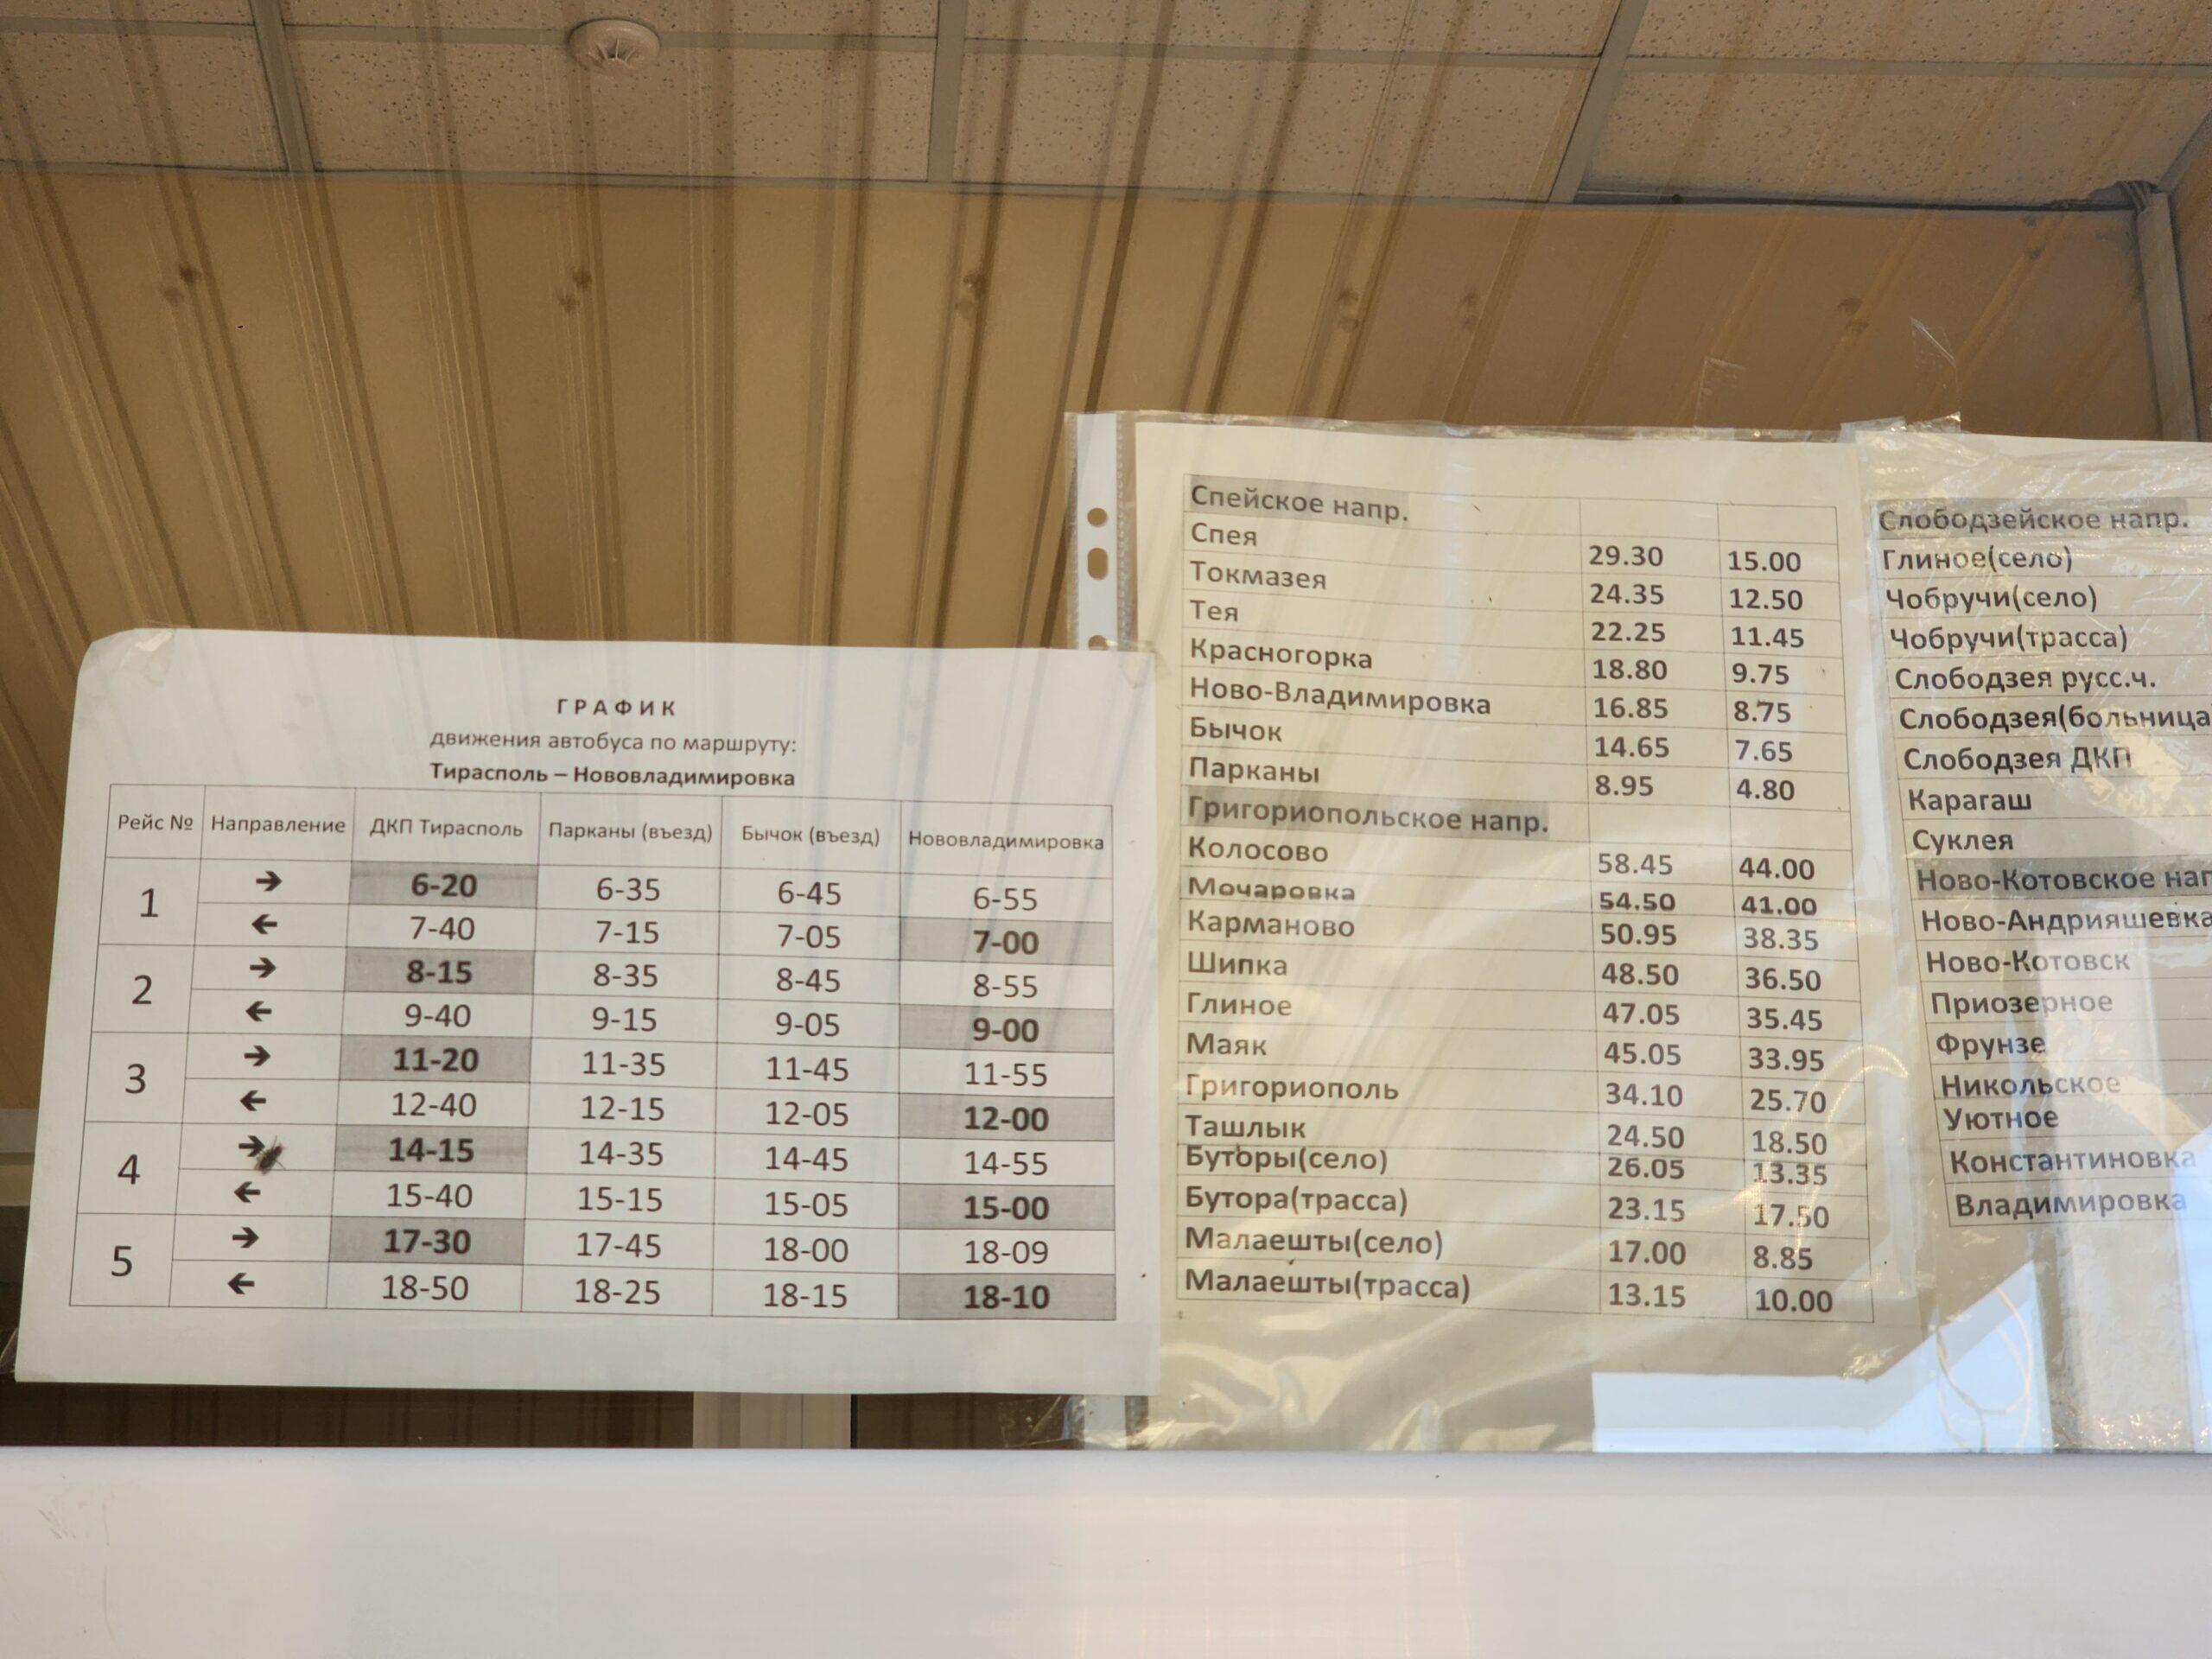 ГРАФИК
движения автобуса по маршруту:
Тирасполь – Нововладимировка
Рейс № Направление ДКП Тирасполь Парканы (въезд) Бычок (въезд) Нововладимировка
1 → 6-20 6-35 6-45 6-55
← 7-40 7-15 7-05 7-00
2 → 8-15 8-35 8-45 8-55
← 9-40 9-15 9-05 9-00
3 → 11-20 11-35 11-45 11-55
← 12-40 12-15 12-05 12-00
4 → 14-15 14-35 14-45 14-55
← 15-40 15-15 15-05 15-00
5 → 17-30 17-45 18-00 18-09
← 18-50 18-25 18-15 18-10
Спейское напр.
Спея 29.30 15.00
Токмазея 24.35 12.50
Тея 22.25 11.45
Красногорка 18.80 9.75
Ново-Владимировка 16.85 8.75
Бычок 14.65 7.65
Парканы 8.95 4.80
Григориопольское напр.
Колосово 58.45 44.00
Мочаровка 54.50 41.00
Карманово 50.95 38.35
Шипка 48.50 36.50
Глиное 47.05 35.45
Маяк 45.05 33.95
Григориополь 34.10 25.70
Ташлык 24.50 18.50
Буторы(село) 26.05 13.35
Бутора(трасса) 23.15 17.50
Малаешты(село) 17.00 8.85
Малаешты(трасса) 13.15 10.00
Слободзейское напр.
Глиное(село)
Чобручи(село)
Чобручи(трасса)
Слободзея русс.ч.
Слободзея(больница
Слободзея ДКП
Карагаш
Суклея
Ново-Котовское нап
Ново-Андрияшевка
Ново-Котовск
Приозерное
Фрунзе
Никольское
Уютное
Константиновка
Владимировка